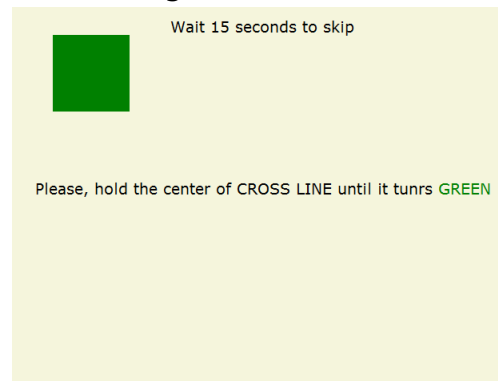 Wait 15 seconds to skip
Please, hold the center of CROSS LINE until it tunrs GREEN